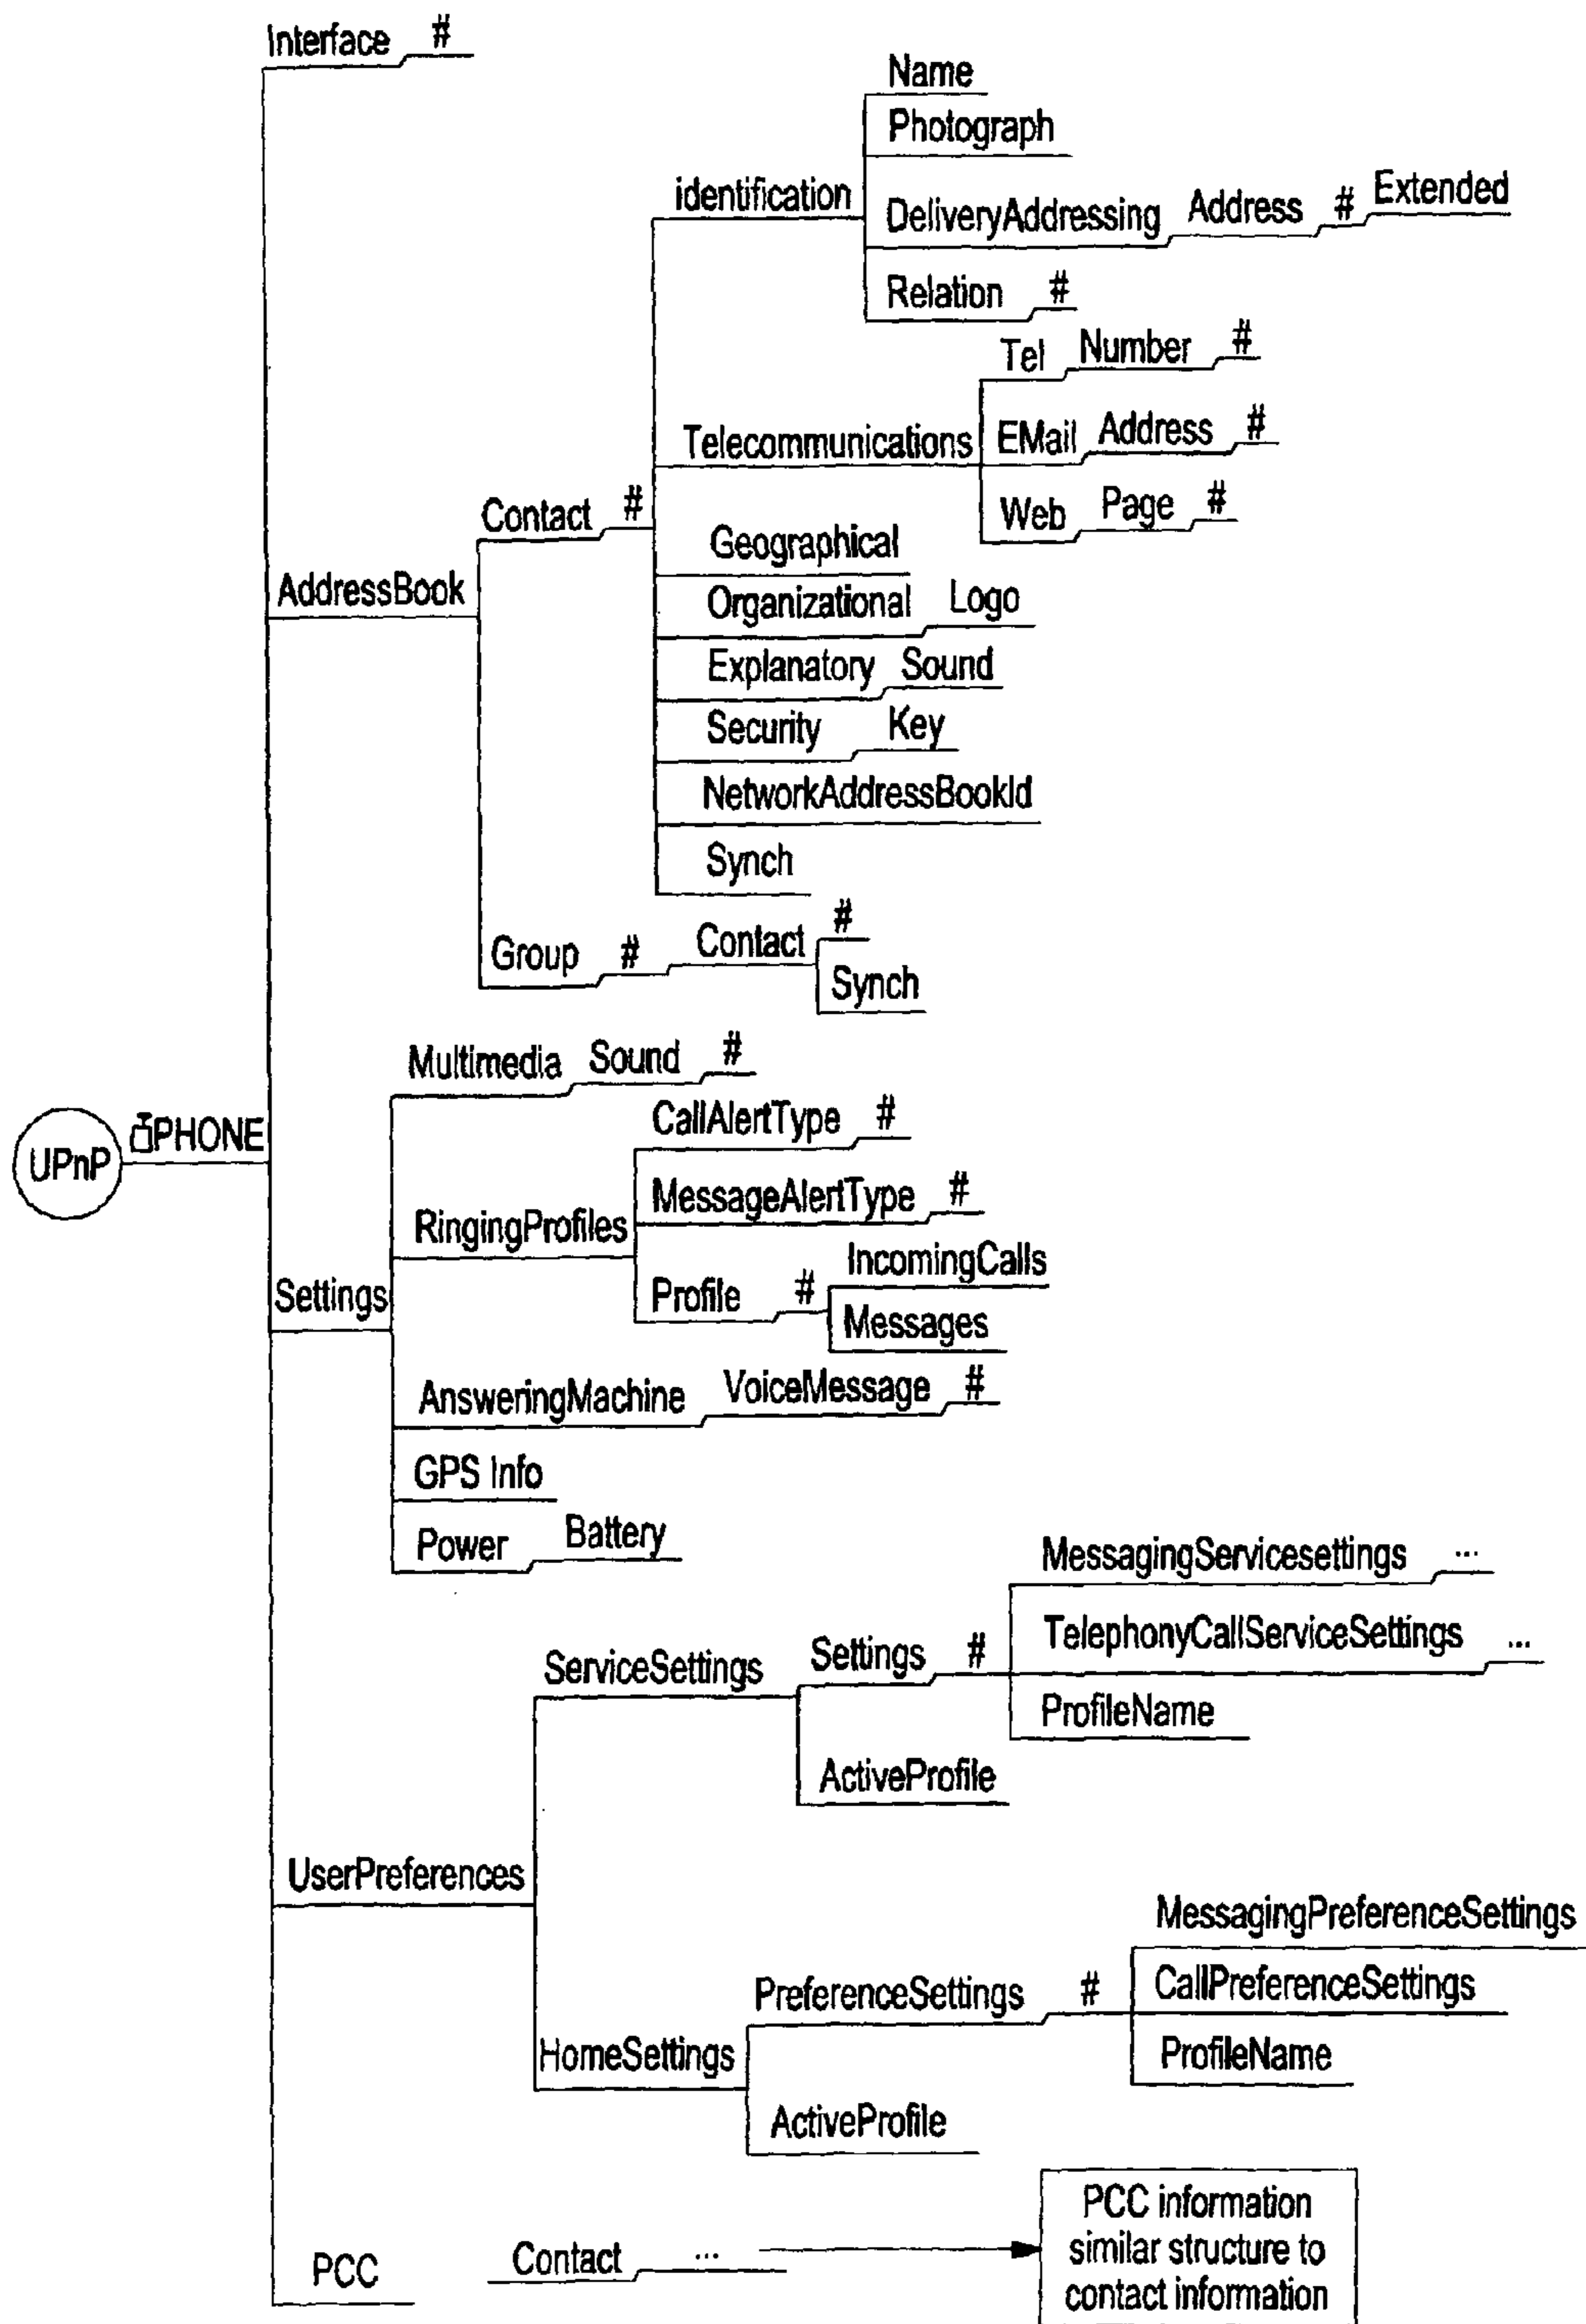 Interface #
Name
Photograph
identification
DeliveryAddressing Address # Extended
Relation #
Tel Number #
Telecommunications
EMail Address #
Web Page #
Contact #
Geographical
AddressBook
Organizational Logo
Explanatory Sound
Security Key
NetworkAddressBookId
Synch
Group # Contact #
Synch
Multimedia Sound #
UPnP PHONE
CallAlertType #
MessageAlertType #
RingingProfiles
Settings
Profile # IncomingCalls
Messages
AnsweringMachine VoiceMessage #
GPS Info
Power Battery
MessagingServicesettings ...
ServiceSettings Settings #
TelephonyCallServiceSettings ...
ProfileName
ActiveProfile
UserPreferences
MessagingPreferenceSettings
PreferenceSettings #
CallPreferenceSettings
HomeSettings
ProfileName
ActiveProfile
PCC Contact ...
PCC information
similar structure to
contact information